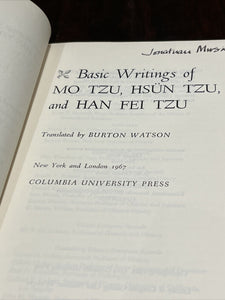 Jonathan
Basic Writings of
MO TZU, HSÜN TZU,
and HAN FEI TZU
Translated by BURTON WATSON
New York and London 1967
COLUMBIA UNIVERSITY PRESS